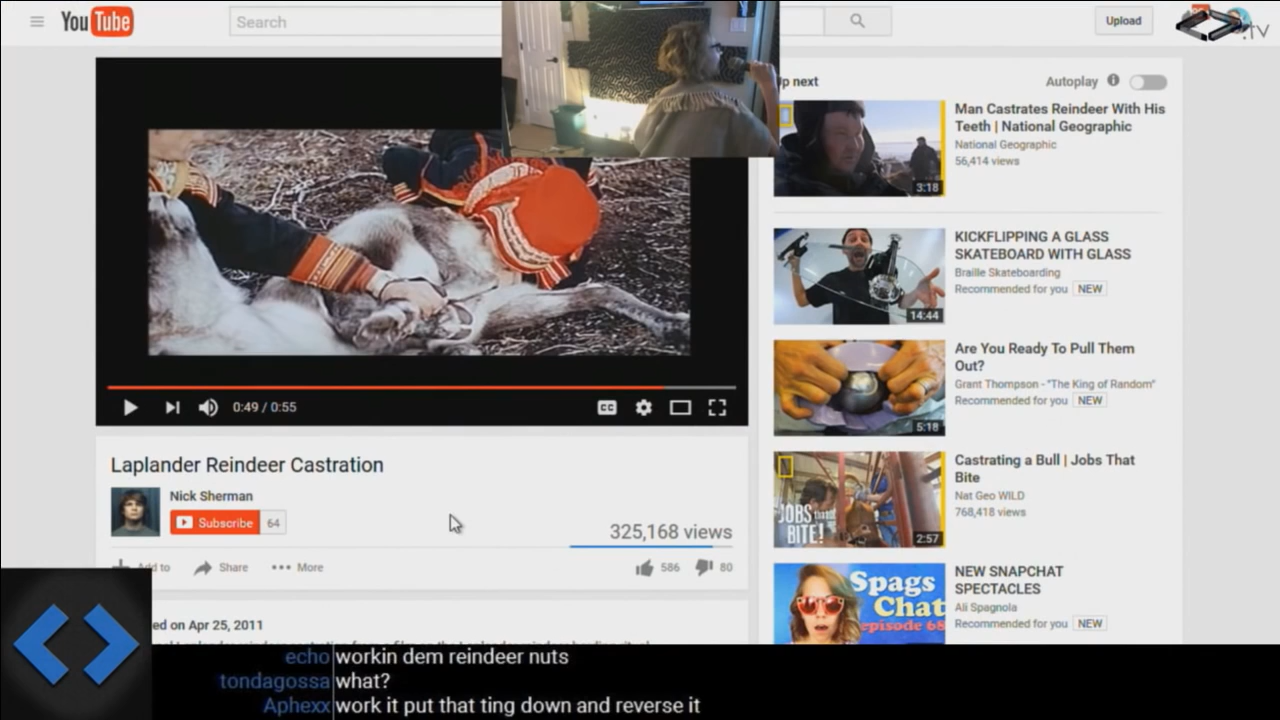 YouTube
Search
Upload
.TV
Up next
Autoplay
Man Castrates Reindeer With His
Teeth | National Geographic
National Geographic
56,414 views
3:18
KICKFLIPPING A GLASS
SKATEBOARD WITH GLASS
Braille Skateboarding
Recommended for you NEW
14:44
Are You Ready To Pull Them
Out?
Grant Thompson - "The King of Random"
Recommended for you NEW
5:18
0:49 / 0:55
CC
Laplander Reindeer Castration
Nick Sherman
Subscribe 64
325,168 views
Add to
Share
More
586
80
Castrating a Bull | Jobs That
Bite
Nat Geo WILD
768,418 views
JOBS THAT
BITE!
2:57
NEW SNAPCHAT
SPECTACLES
Ali Spagnola
Recommended for you NEW
Spags
Chat
episode 68
ed on Apr 25, 2011
echo workin dem reindeer nuts
tondagossa what?
Aphexx work it put that ting down and reverse it